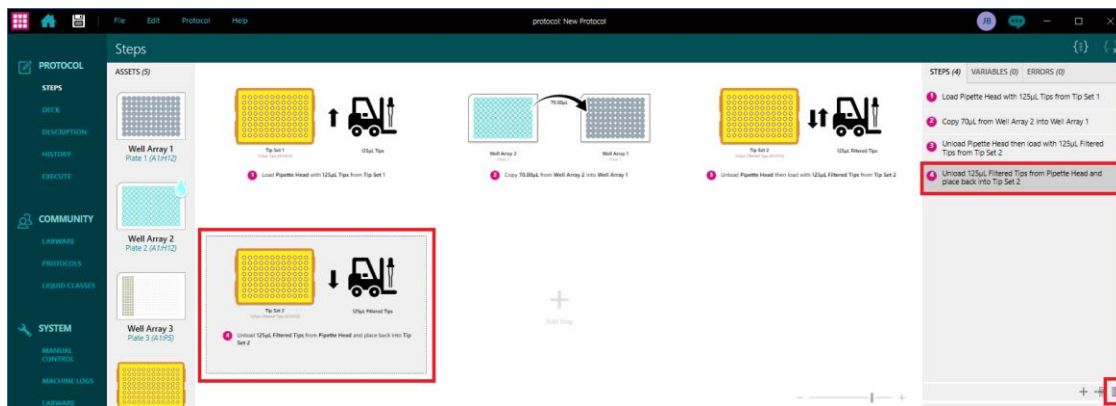 File Edit Protocol Help
protocol: New Protocol
JB
Steps
PROTOCOL
STEPS
DECK
DESCRIPTION
HISTORY
EXECUTE
COMMUNITY
LABWARE
PROTOCOLS
LIQUID CLASSES
SYSTEM
MANUAL
CONTROL
MACHINE LOGS
LABWARE
ASSETS (5)
Well Array 1
Plate 1 (A1:H12)
Well Array 2
Plate 2 (A1:H12)
Well Array 3
Plate 3 (A1:P5)
Tip Set 1
125µL Tips
1 Load Pipette Head with 125µL Tips from Tip Set 1
70.00µL
Well Array 2
Well Array 1
2 Copy 70.00µL from Well Array 2 into Well Array 1
Tip Set 2
125µL Filtered Tips
3 Unload Pipette Head then load with 125µL Filtered Tips from Tip Set 2
Tip Set 2
125µL Filtered Tips
4 Unload 125µL Filtered Tips from Pipette Head and place back into Tip
Set 2
Add Step
STEPS (4) VARIABLES (0) ERRORS (0)
1 Load Pipette Head with 125µL Tips from Tip Set 1
2 Copy 70µL from Well Array 2 into Well Array 1
3 Unload Pipette Head then load with 125µL Filtered
Tips from Tip Set 2
4 Unload 125µL Filtered Tips from Pipette Head and
place back into Tip Set 2